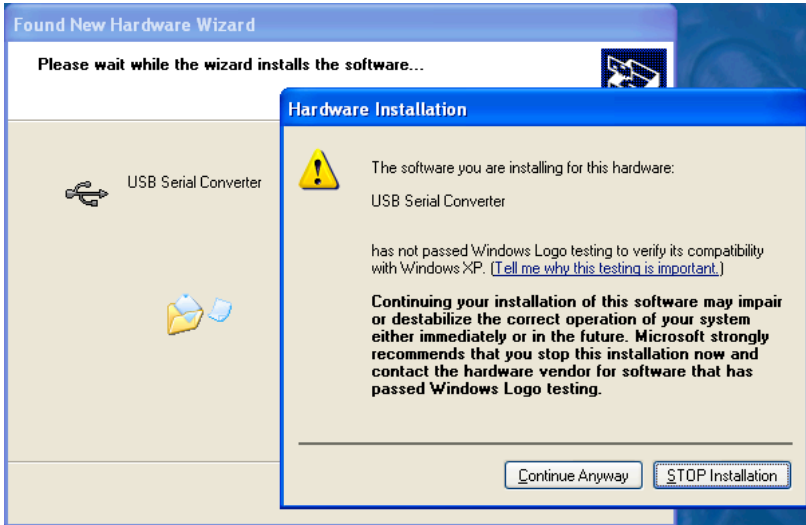 Found New Hardware Wizard
Please wait while the wizard installs the software...
USB Serial Converter
Hardware Installation
The software you are installing for this hardware:
USB Serial Converter
has not passed Windows Logo testing to verify its compatibility
with Windows XP. (Tell me why this testing is important.)
Continuing your installation of this software may impair
or destabilize the correct operation of your system
either immediately or in the future. Microsoft strongly
recommends that you stop this installation now and
contact the hardware vendor for software that has
passed Windows Logo testing.
Continue Anyway
STOP Installation